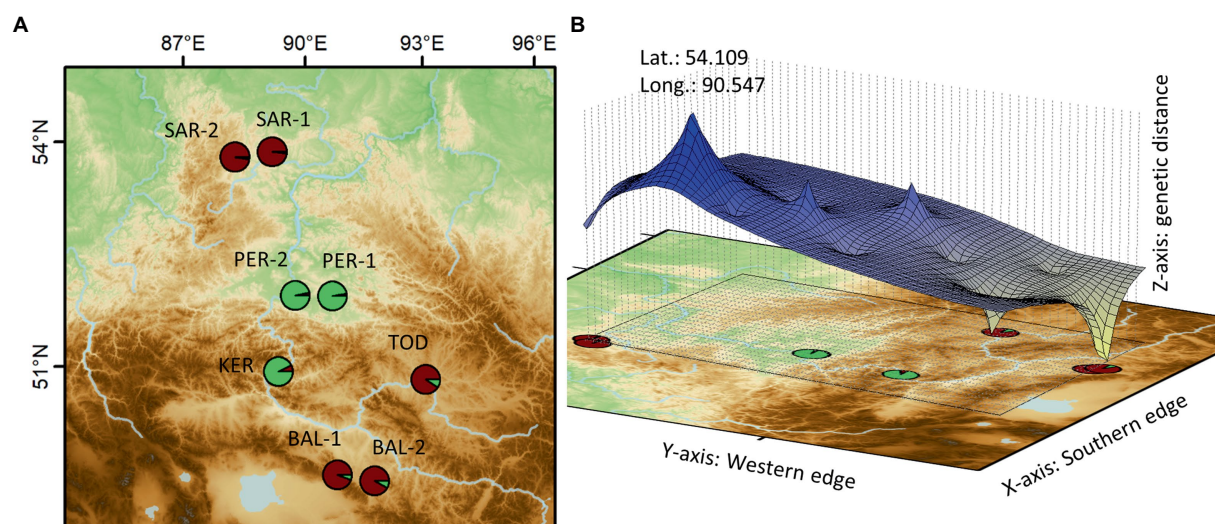 A
87°E 90°E 93°E 96°E
54°N
51°N
SAR-2
SAR-1
PER-2
PER-1
KER
TOD
BAL-1
BAL-2
B
Lat.: 54.109
Long.: 90.547
Z-axis: genetic distance
Y-axis: Western edge
X-axis: Southern edge